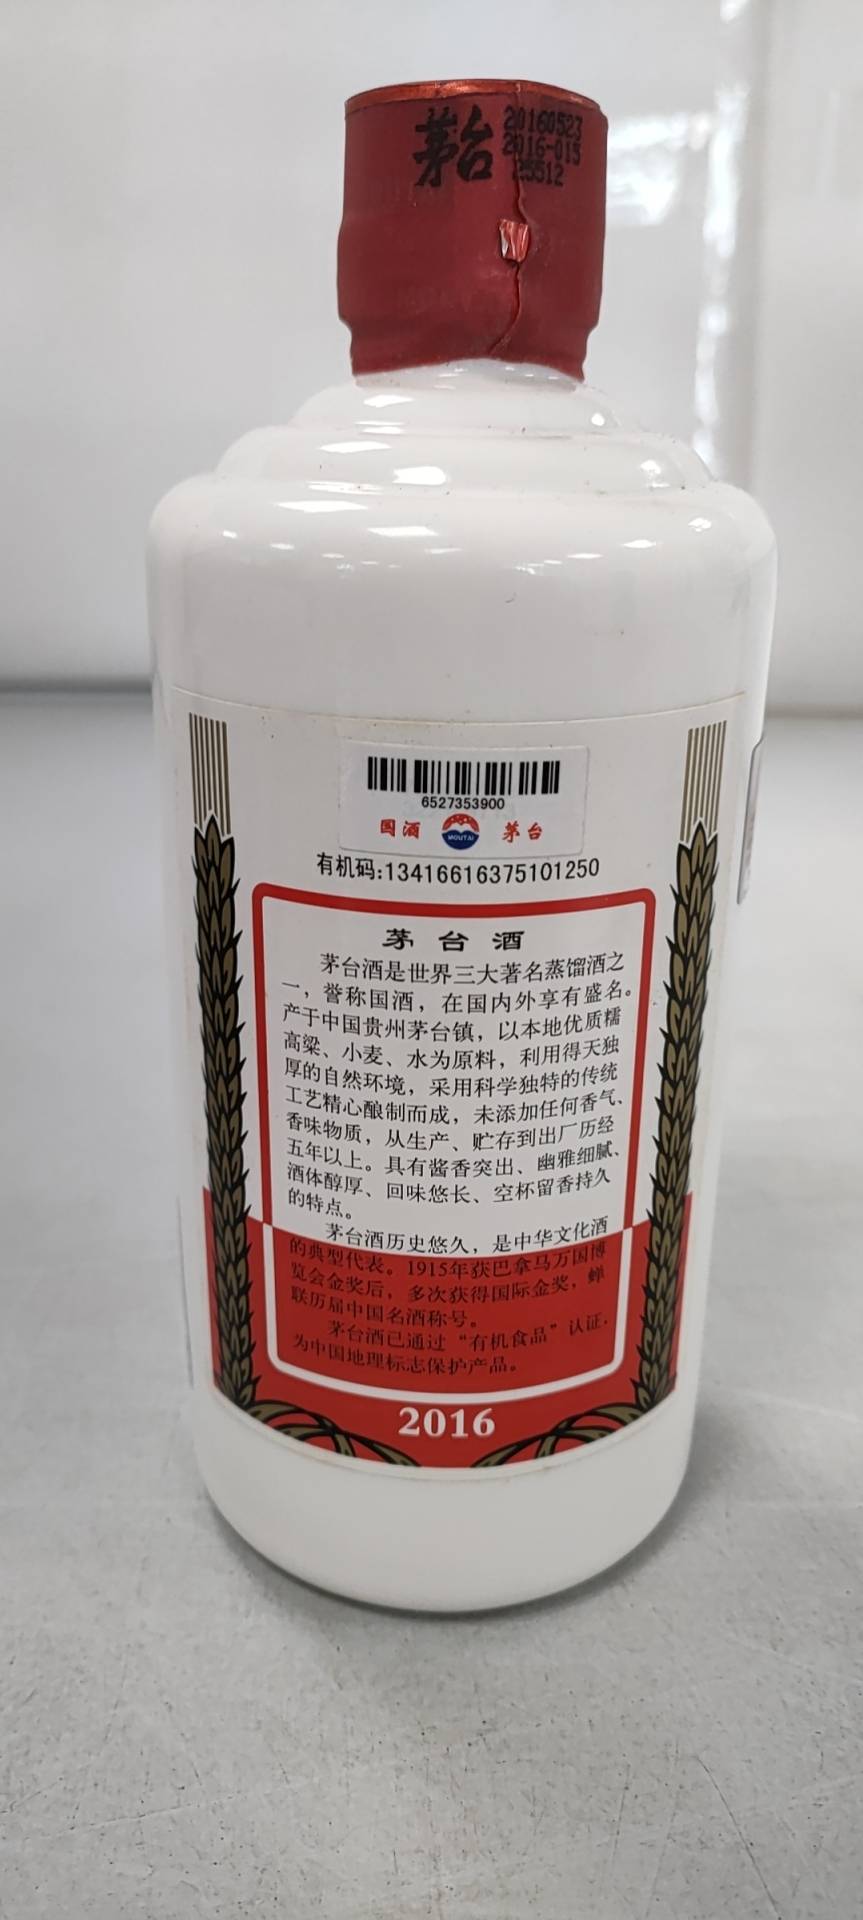 茅台
20160523
2016-015
25512
6527353900
国酒 MOUTAI 茅台
有机码:13416616375101250
茅台酒
茅台酒是世界三大著名蒸馏酒之
一，誉称国酒，在国内外享有盛名。
产于中国贵州茅台镇，以本地优质糯
高粱、小麦、水为原料，利用得天独
厚的自然环境，采用科学独特的传统
工艺精心酿制而成，未添加任何香气、
香味物质，从生产、贮存到出厂历经
五年以上。具有酱香突出、幽雅细腻、
酒体醇厚、回味悠长、空杯留香持久
的特点。
茅台酒历史悠久，是中华文化酒
的典型代表。1915年获巴拿马万国博
览会金奖后，多次获得国际金奖，蝉
联历届中国名酒称号。
茅台酒已通过“有机食品”认证，
为中国地理标志保护产品。
2016